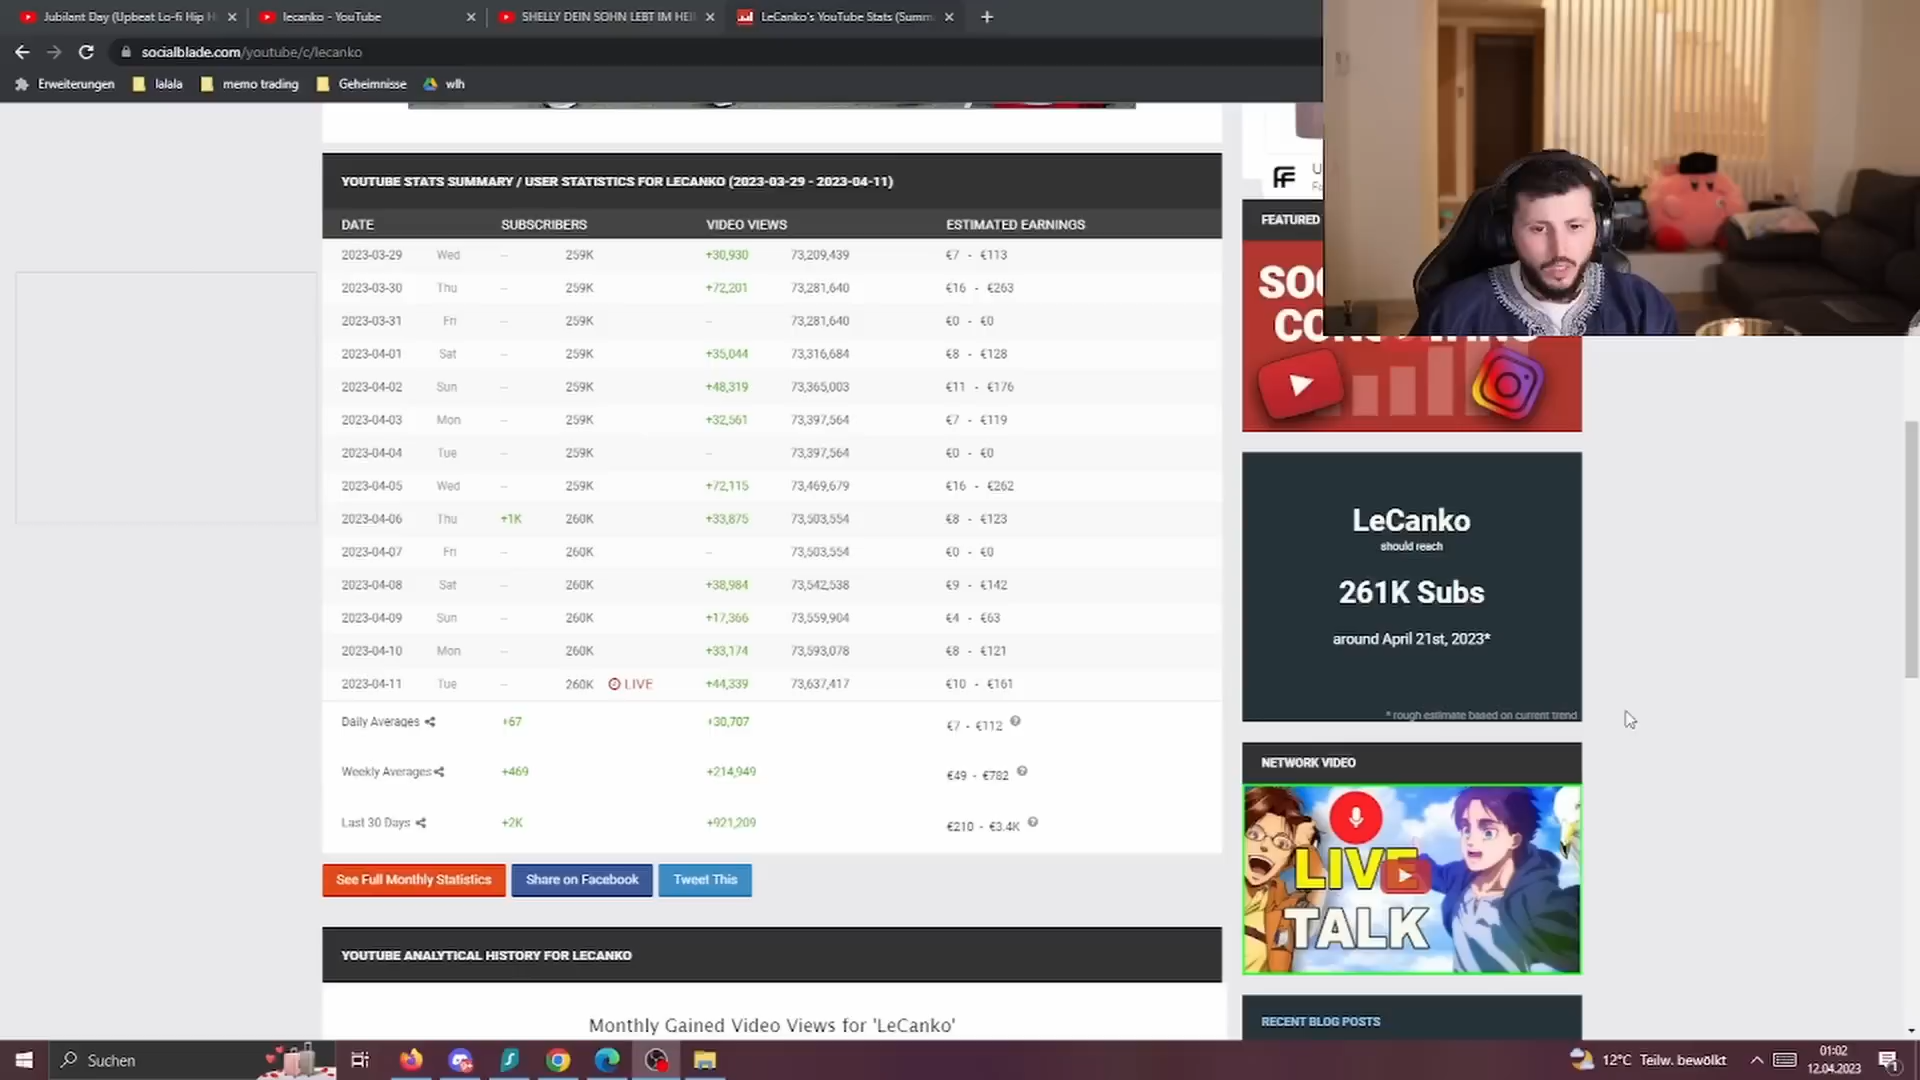 Jubilant Day (Upbeat Lo-fi Hip H
lecanko - YouTube
SHELLY DEIN SOHN LEBT IM HEI
LeCanko's YouTube Stats (Summ
socialblade.com/youtube/c/lecanko
Erweiterungen
lalala
memo trading
Geheimnisse
wlh
YOUTUBE STATS SUMMARY / USER STATISTICS FOR LECANKO (2023-03-29 - 2023-04-11)
DATE SUBSCRIBERS VIDEO VIEWS ESTIMATED EARNINGS
2023-03-29 Wed -- 259K +30,930 73,209,439 €7 - €113
2023-03-30 Thu -- 259K +72,201 73,281,640 €16 - €263
2023-03-31 Fri -- 259K -- 73,281,640 €0 - €0
2023-04-01 Sat -- 259K +35,044 73,316,684 €8 - €128
2023-04-02 Sun -- 259K +48,319 73,365,003 €11 - €176
2023-04-03 Mon -- 259K +32,561 73,397,564 €7 - €119
2023-04-04 Tue -- 259K -- 73,397,564 €0 - €0
2023-04-05 Wed -- 259K +72,115 73,469,679 €16 - €262
2023-04-06 Thu +1K 260K +33,875 73,503,554 €8 - €123
2023-04-07 Fri -- 260K -- 73,503,554 €0 - €0
2023-04-08 Sat -- 260K +38,984 73,542,538 €9 - €142
2023-04-09 Sun -- 260K +17,366 73,559,904 €4 - €63
2023-04-10 Mon -- 260K +33,174 73,593,078 €8 - €121
2023-04-11 Tue -- 260K LIVE +44,339 73,637,417 €10 - €161
Daily Averages +67 +30,707 €7 - €112
Weekly Averages +469 +214,949 €49 - €782
Last 30 Days +2K +921,209 €210 - €3.4K
See Full Monthly Statistics
Share on Facebook
Tweet This
YOUTUBE ANALYTICAL HISTORY FOR LECANKO
Monthly Gained Video Views for 'LeCanko'
FEATURED
LeCanko
should reach
261K Subs
around April 21st, 2023*
* rough estimate based on current trend
NETWORK VIDEO
LIVE
TALK
RECENT BLOG POSTS
Suchen
12°C Teilw. bewölkt
01:02
12.04.2023
1